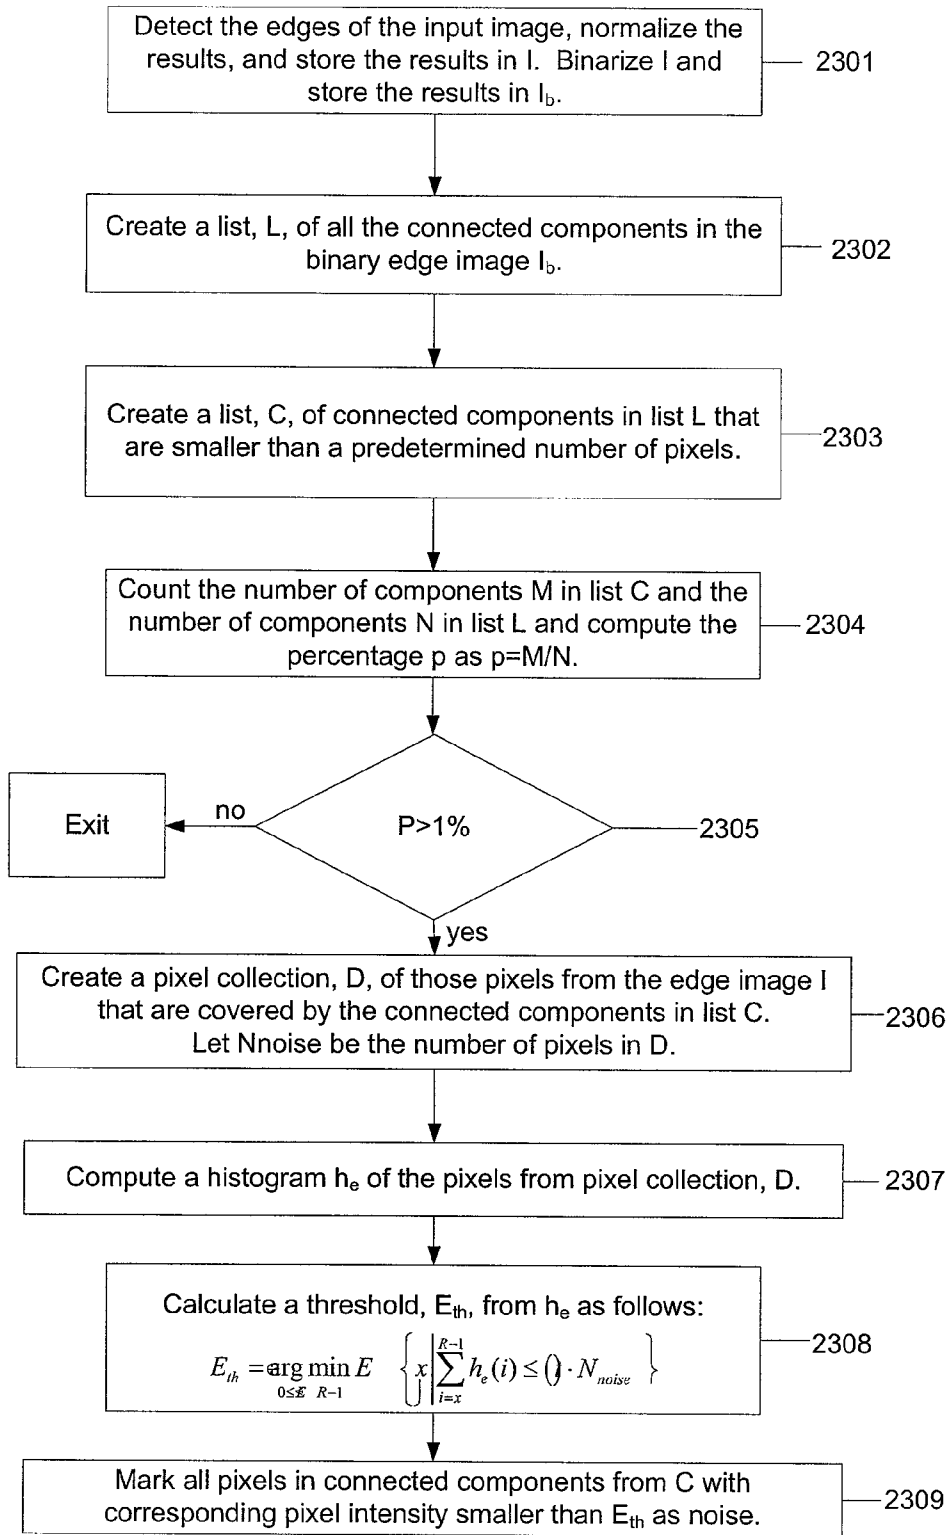 Detect the edges of the input image, normalize the
results, and store the results in I. Binarize I and
store the results in I_b.
2301
Create a list, L, of all the connected components in the
binary edge image I_b.
2302
Create a list, C, of connected components in list L that
are smaller than a predetermined number of pixels.
2303
Count the number of components M in list C and the
number of components N in list L and compute the
percentage p as p=M/N.
2304
Exit
no
P>1%
2305
yes
Create a pixel collection, D, of those pixels from the edge image I
that are covered by the connected components in list C.
Let Nnoise be the number of pixels in D.
2306
Compute a histogram h_e of the pixels from pixel collection, D.
2307
Calculate a threshold, E_th, from h_e as follows:
E_th = arg min E { x | ∑_{i=x}^{R-1} h_e(i) ≤ () · N_noise }
2308
Mark all pixels in connected components from C with
corresponding pixel intensity smaller than E_th as noise.
2309